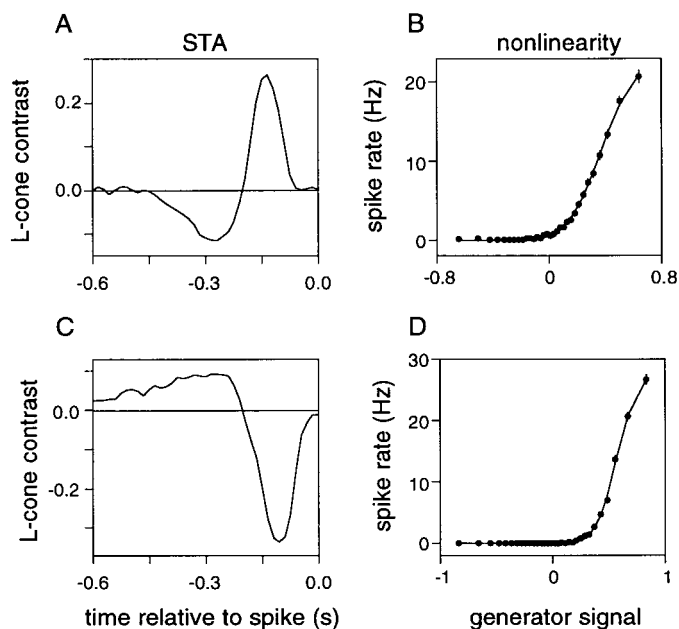 A
STA
L-cone contrast
0.2
0.0
-0.6
-0.3
0.0
B
nonlinearity
spike rate (Hz)
20
10
0
-0.8
0
0.8
C
L-cone contrast
0.0
-0.2
-0.6
-0.3
0.0
time relative to spike (s)
D
spike rate (Hz)
30
20
10
0
-1
0
1
generator signal